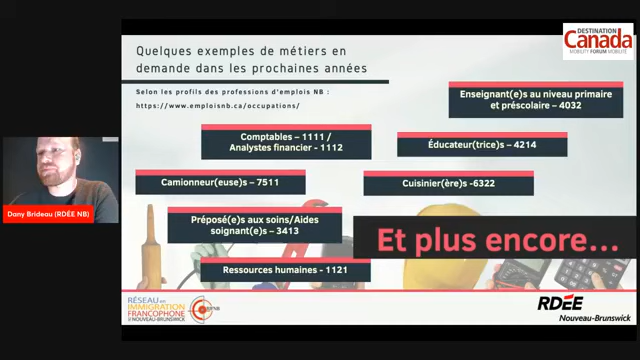 DESTINATION
Canada
MOBILITY FORUM MOBILITÉ
Quelques exemples de métiers en
demande dans les prochaines années
Selon les profils des professions d'emplois NB :
https://www.emploisnb.ca/occupations/
Enseignant(e)s au niveau primaire
et préscolaire – 4032
Comptables – 1111 /
Analystes financier – 1112
Éducateur(trice)s – 4214
Camionneur(euse)s – 7511
Cuisinier(ère)s -6322
Préposé(e)s aux soins/Aides
soignant(e)s – 3413
Et plus encore...
Ressources humaines - 1121
Dany Brideau (RDÉE NB)
RÉSEAU EN
IMMIGRATION
FRANCOPHONE
DU NOUVEAU-BRUNSWICK
RDÉE
Nouveau-Brunswick